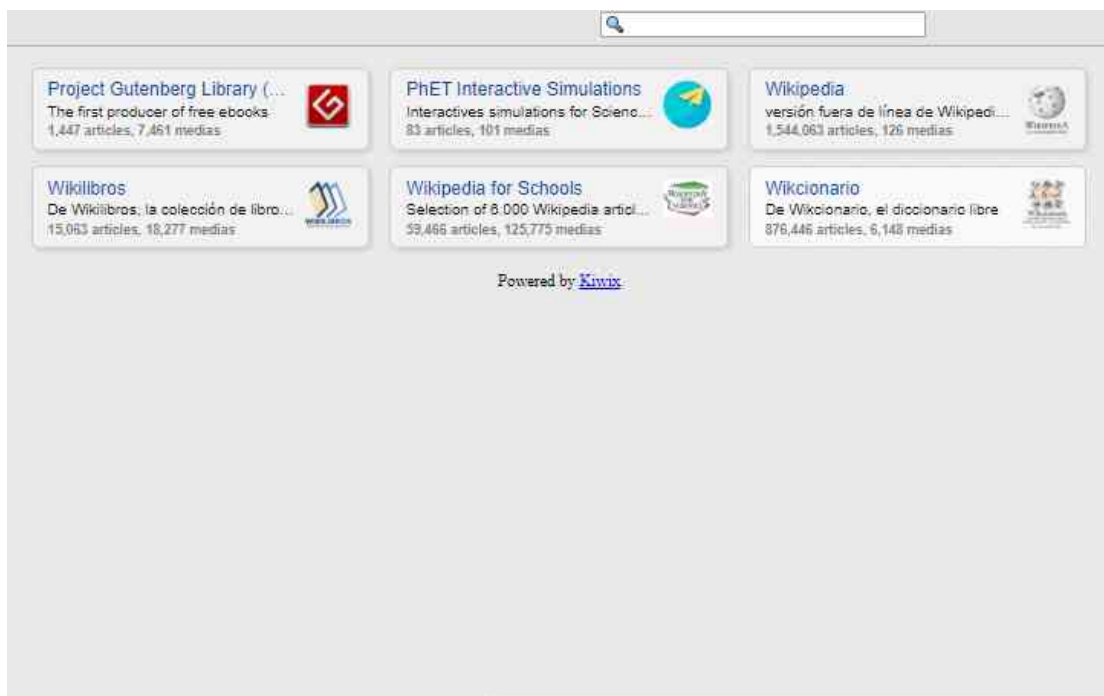 Project Gutenberg Library (...
The first producer of free ebooks
1,447 articles, 7,461 medias
PhET Interactive Simulations
Interactives simulations for Scienc...
83 articles, 101 medias
Wikipedia
versión fuera de línea de Wikipedi...
1,544,063 articles, 126 medias
WIKIPEDIA
Wikilibros
De Wikilibros, la colección de libro...
15,063 articles, 18,277 medias
WIKILIBROS
Wikipedia for Schools
Selection of 6.000 Wikipedia articl...
59,466 articles, 125,775 medias
Wikcionario
De Wikcionario, el diccionario libre
876,446 articles, 6,148 medias
Powered by Kiwix